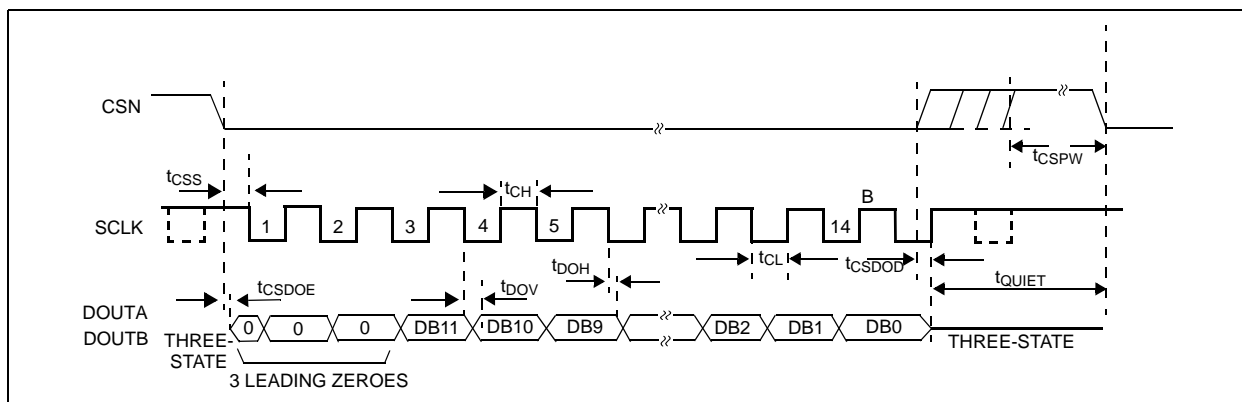 CSN
tCSPW
tCSS
tCH
B
SCLK
1 2 3 4 5 14
tCL
tCSDOD
tDOH
tQUIET
tCSDOE
tDOV
DOUTA
DOUTB
0 0 0 DB11 DB10 DB9 DB2 DB1 DB0
THREE-
STATE
THREE-STATE
3 LEADING ZEROES